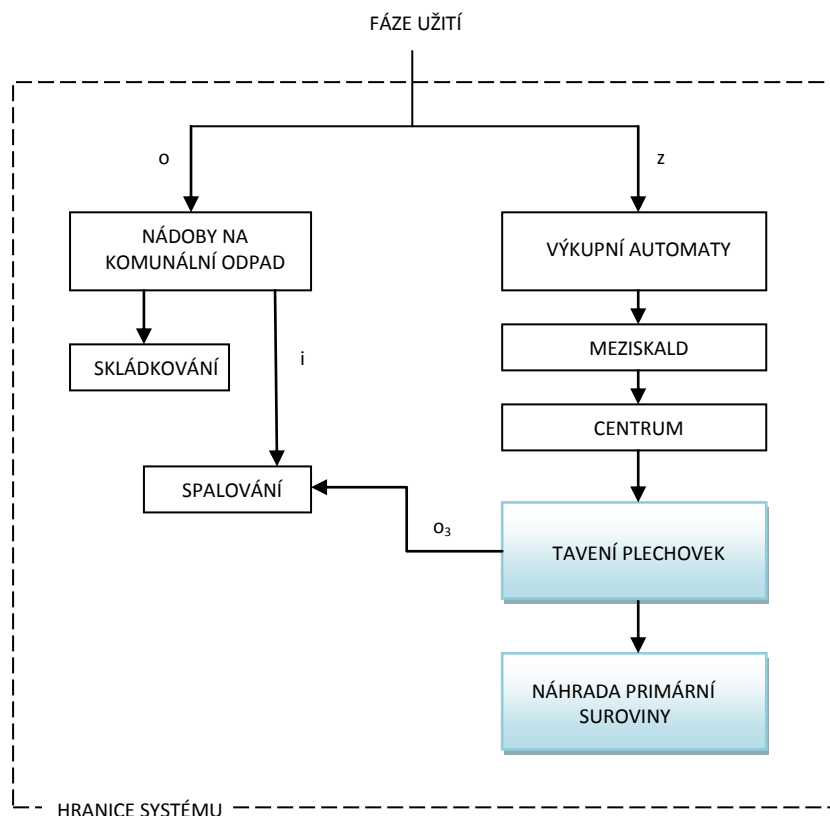 FÁZE UŽITÍ
o
z
NÁDOBY NA
KOMUNÁLNÍ ODPAD
VÝKUPNÍ AUTOMATY
SKLÁDKOVÁNÍ
i
MEZISKALD
CENTRUM
SPALOVÁNÍ
o₃
TAVENÍ PLECHOVEK
NÁHRADA PRIMÁRNÍ
SUROVINY
HRANICE SYSTÉMU